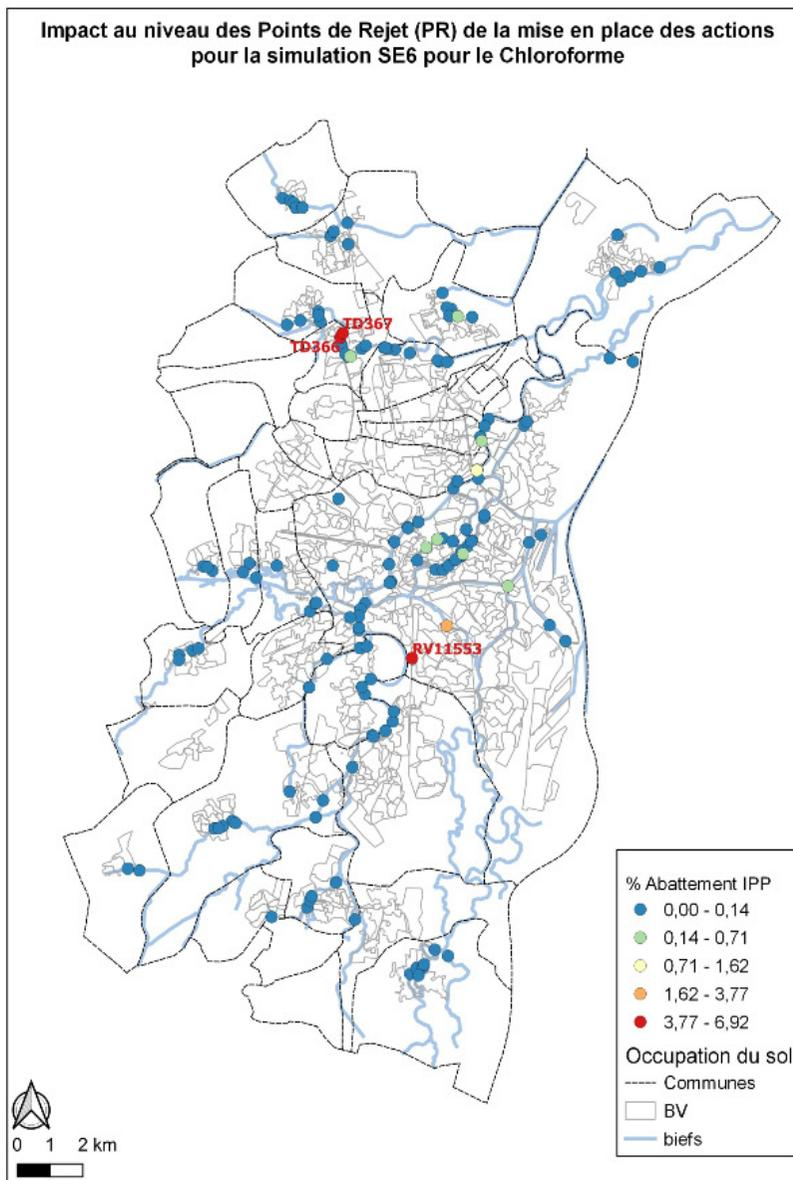 Impact au niveau des Points de Rejet (PR) de la mise en place des actions
pour la simulation SE6 pour le Chloroforme
TD367
TD366
RV11553
% Abattement IPP
0,00 - 0,14
0,14 - 0,71
0,71 - 1,62
1,62 - 3,77
3,77 - 6,92
Occupation du sol
Communes
BV
biefs
0 1 2 km